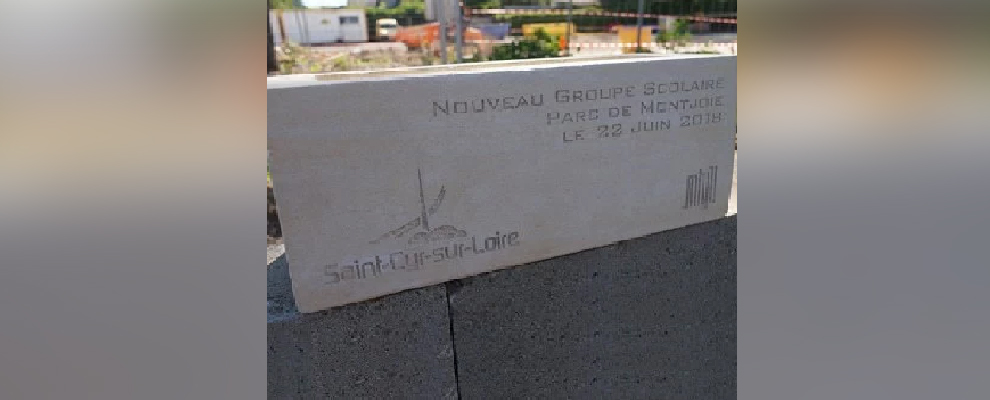 Nouveau Groupe Scolaire
Parc de Montjoie
le 22 Juin 2018
Saint-Cyr-sur-Loire